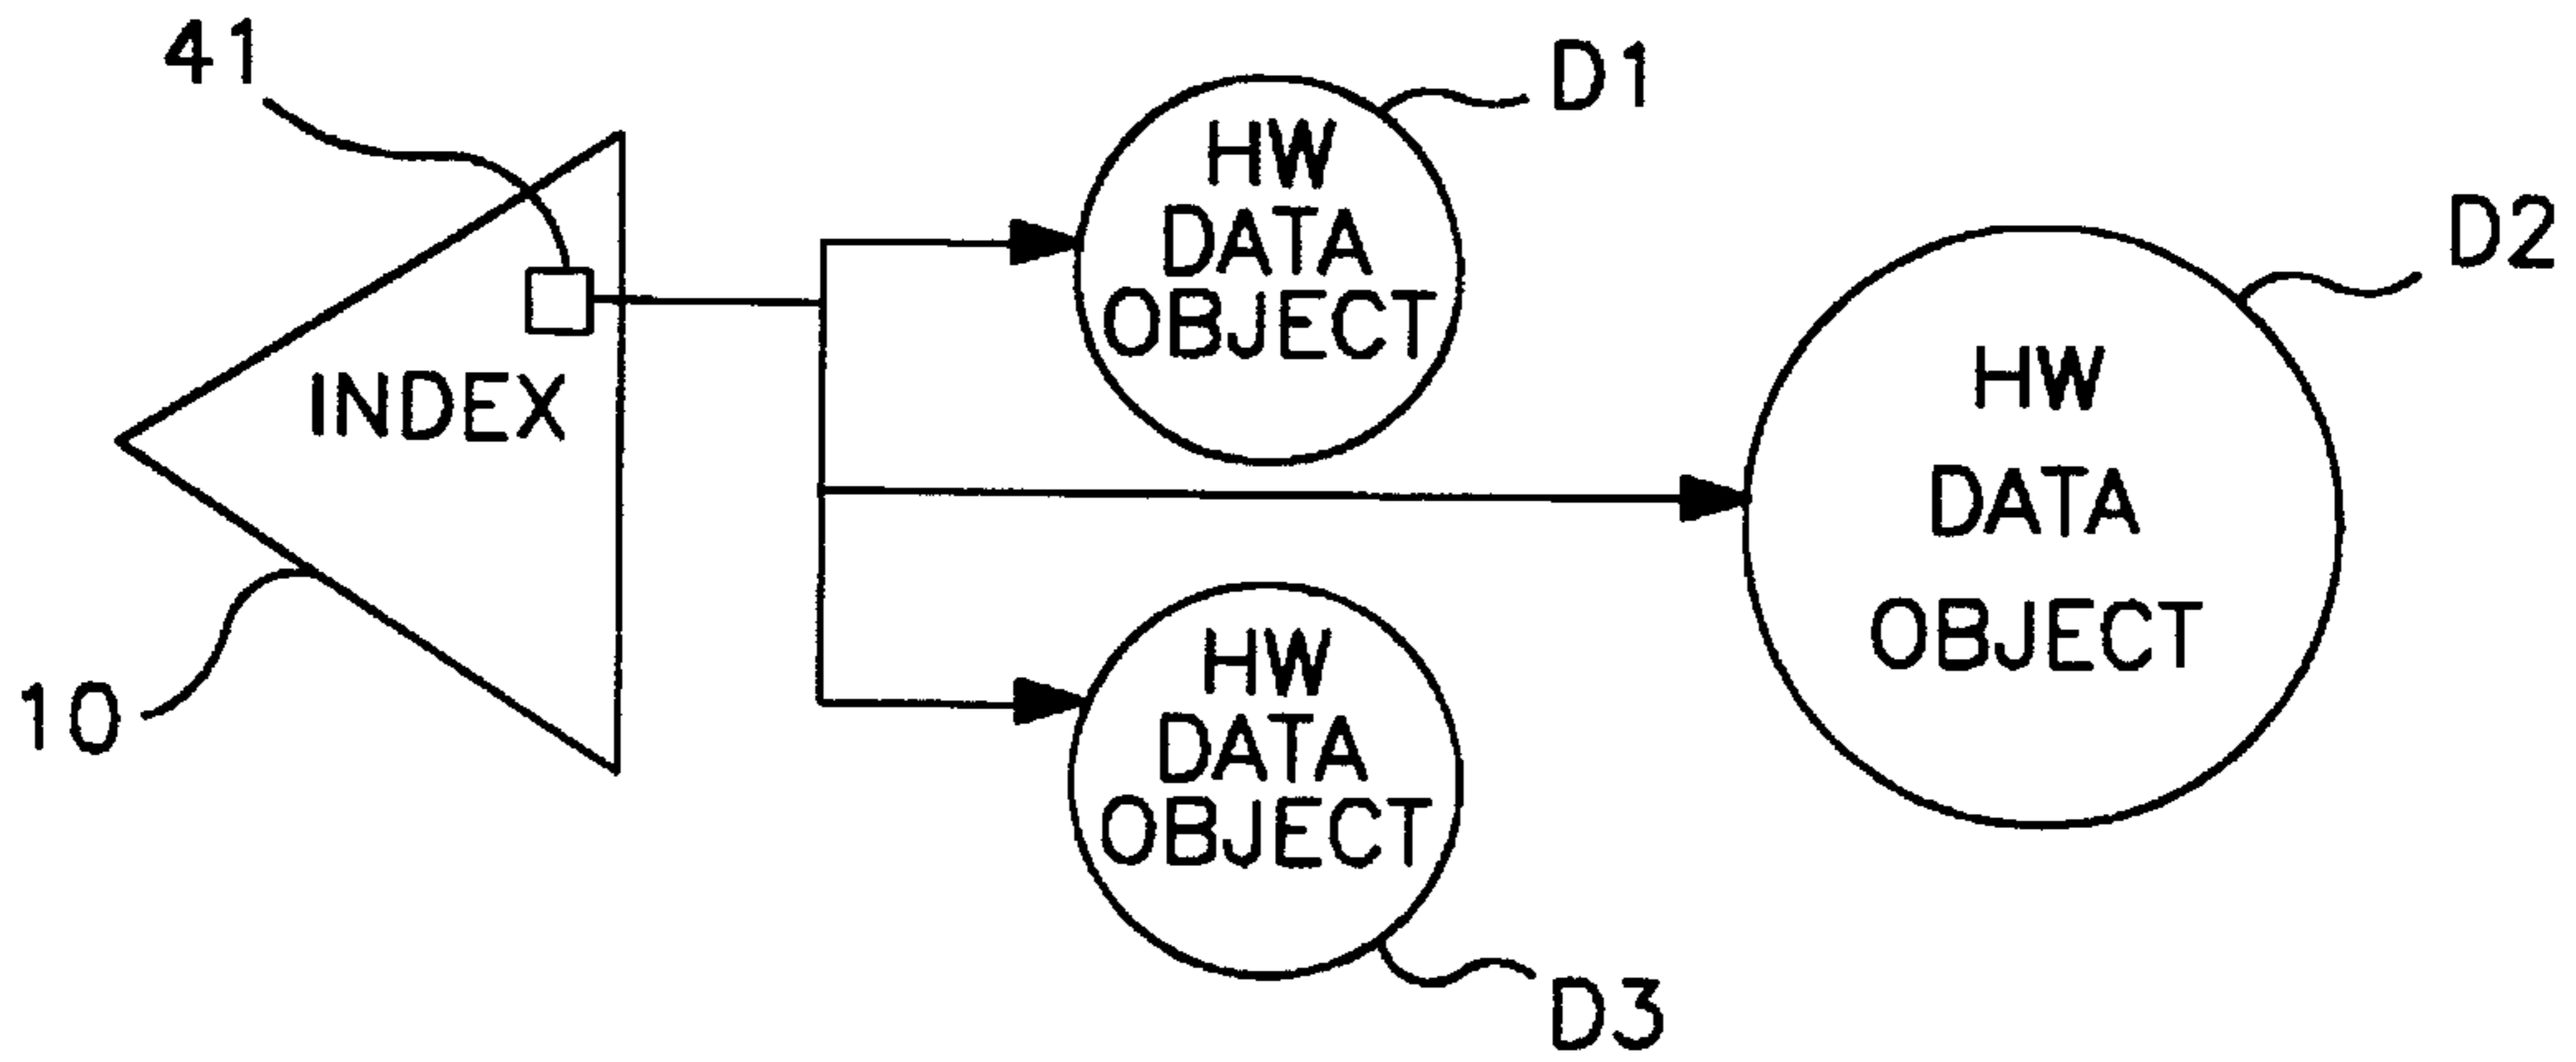 41
D1
HW
DATA
OBJECT
D2
HW
DATA
OBJECT
INDEX
10
HW
DATA
OBJECT
D3